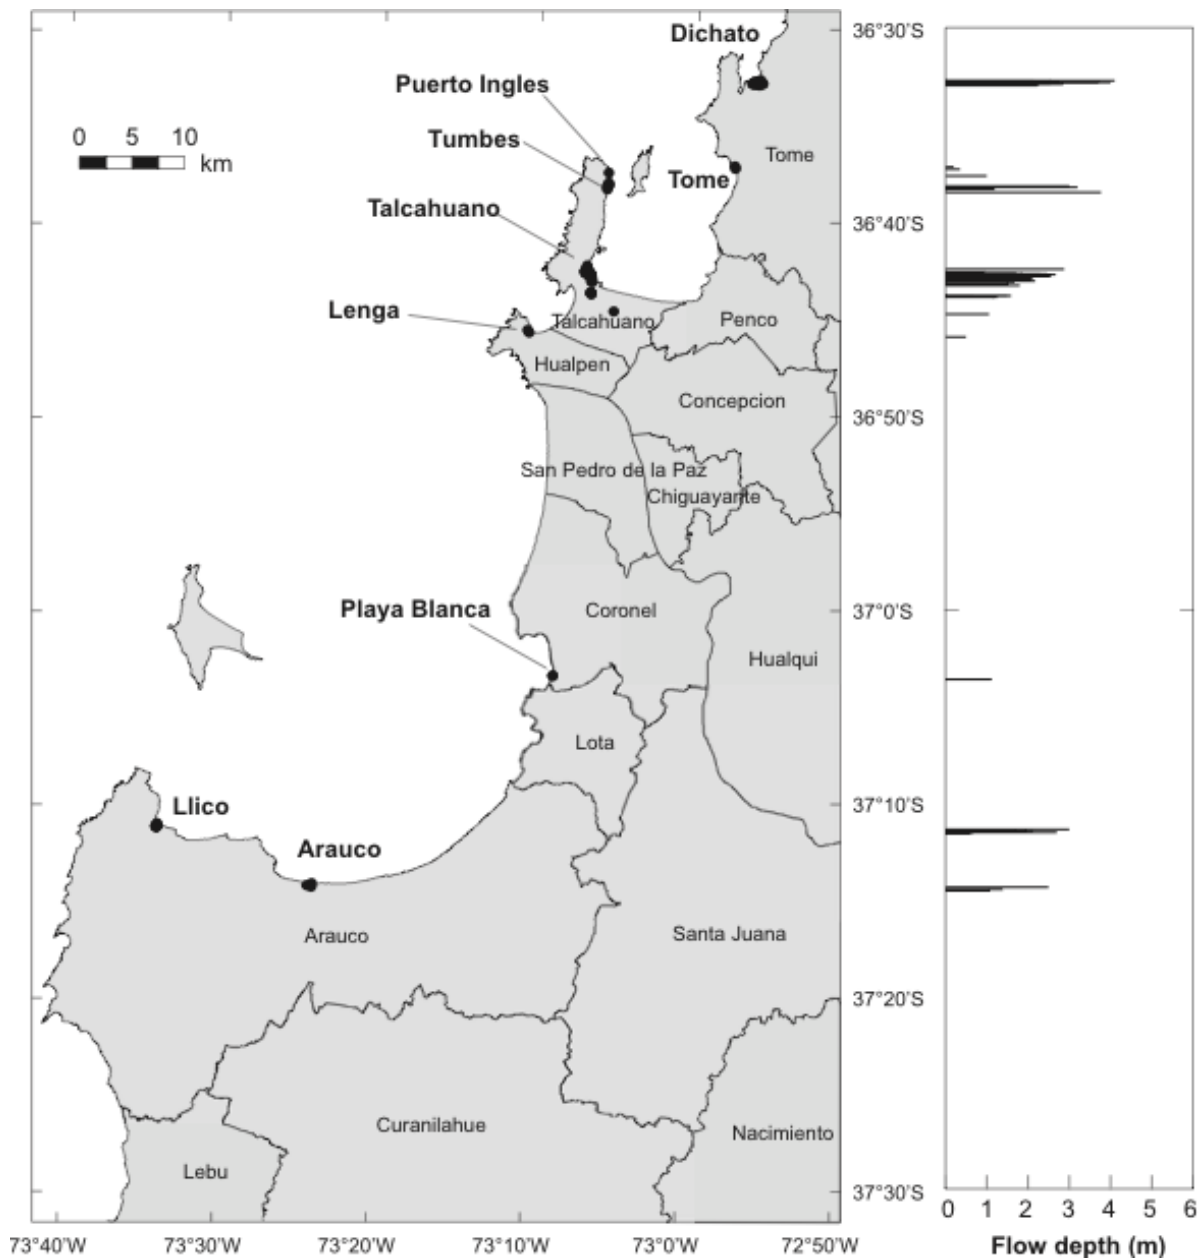 36°30'S
Dichato
Puerto Ingles
0 5 10
km
Tumbes
Tome
Tome
Talcahuano
36°40'S
Lenga
Talcahuano
Penco
Hualpen
Concepcion
36°50'S
San Pedro de la Paz
Chiguayante
Playa Blanca
Coronel
37°0'S
Hualqui
Lota
Llico
37°10'S
Arauco
Arauco
Santa Juana
37°20'S
Curanilahue
Nacimiento
Lebu
37°30'S
0 1 2 3 4 5 6
73°40'W 73°30'W 73°20'W 73°10'W 73°0'W 72°50'W
Flow depth (m)